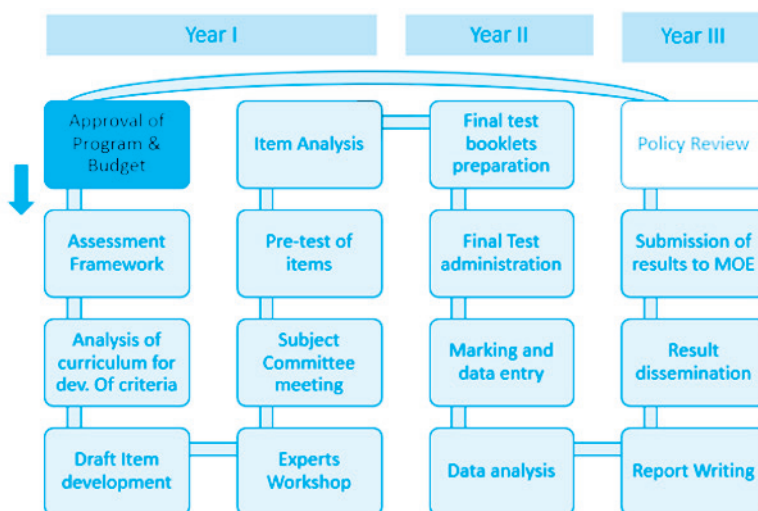 Year I
Year II
Year III
Approval of
Program &
Budget
Item Analysis
Final test
booklets
preparation
Policy Review
Assessment
Framework
Pre-test of
items
Final Test
administration
Submission of
results to MOE
Analysis of
curriculum for
dev. Of criteria
Subject
Committee
meeting
Marking and
data entry
Result
dissemination
Draft Item
development
Experts
Workshop
Data analysis
Report Writing